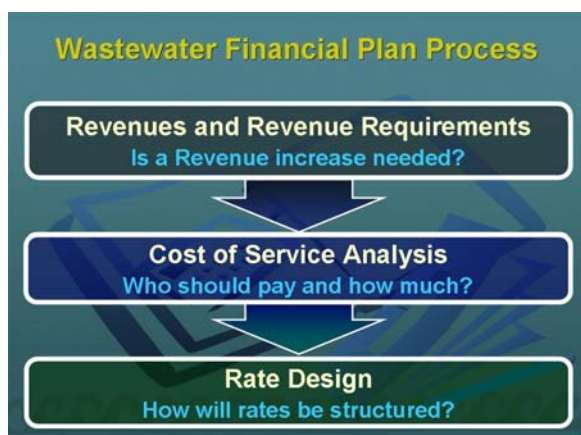 Wastewater Financial Plan Process
Revenues and Revenue Requirements
Is a Revenue increase needed?
Cost of Service Analysis
Who should pay and how much?
Rate Design
How will rates be structured?